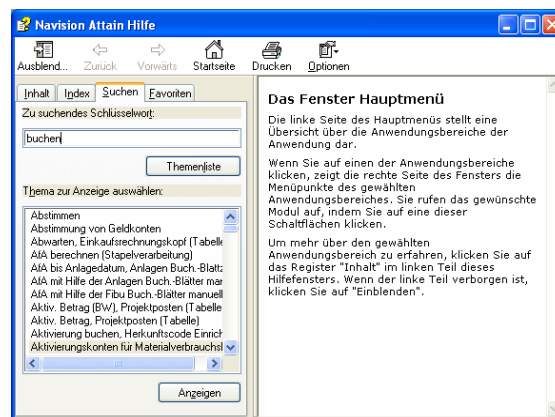 Navision Attain Hilfe
Ausblend... Zurück Vorwärts Startseite Drucken Optionen
Inhalt Index Suchen Favoriten
Zu suchendes Schlüsselwort:
buchen
Themenliste
Thema zur Anzeige auswählen:
Abstimmen
Abstimmung von Geldkonten
Abwarten, Einkaufsrechnungskopf (Tabelle
AfA berechnen (Stapelverarbeitung)
AfA bis Anlagedatum, Anlagen Buch.-Blattz
AfA mit Hilfe der Anlagen Buch.-Blätter mar
AfA mit Hilfe der Fibu Buch.-Blätter manuell
Aktiv. Betrag (BW), Projektposten (Tabelle
Aktiv. Betrag, Projektposten (Tabelle)
Aktivierung buchen, Herkunftscode Einrich
Aktivierungskonten für Materialverbrauchsl
Anzeigen
Das Fenster Hauptmenü
Die linke Seite des Hauptmenüs stellt eine
Übersicht über die Anwendungsbereiche der
Anwendung dar.
Wenn Sie auf einen der Anwendungsbereiche
klicken, zeigt die rechte Seite des Fensters die
Menüpunkte des gewählten
Anwendungsbereiches. Sie rufen das gewünschte
Modul auf, indem Sie auf eine dieser
Schaltflächen klicken.
Um mehr über den gewählten
Anwendungsbereich zu erfahren, klicken Sie auf
das Register "Inhalt" im linken Teil dieses
Hilfefensters. Wenn der linke Teil verborgen ist,
klicken Sie auf "Einblenden".